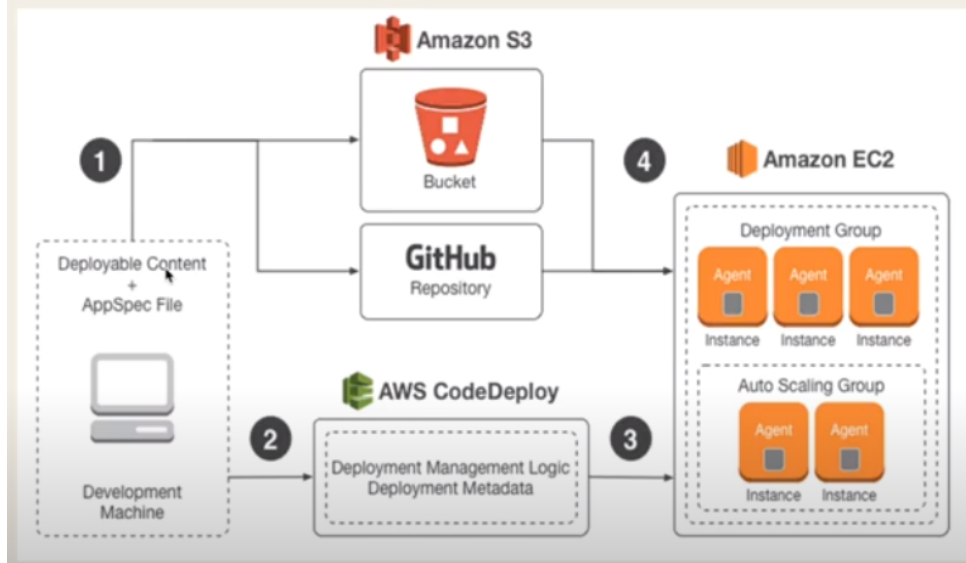 Amazon S3
Bucket
1
4
Amazon EC2
GitHub
Repository
Deployable Content
+
AppSpec File
Development
Machine
Deployment Group
Agent Agent Agent
Instance Instance Instance
Auto Scaling Group
Agent Agent
Instance Instance
AWS CodeDeploy
2
3
Deployment Management Logic
Deployment Metadata